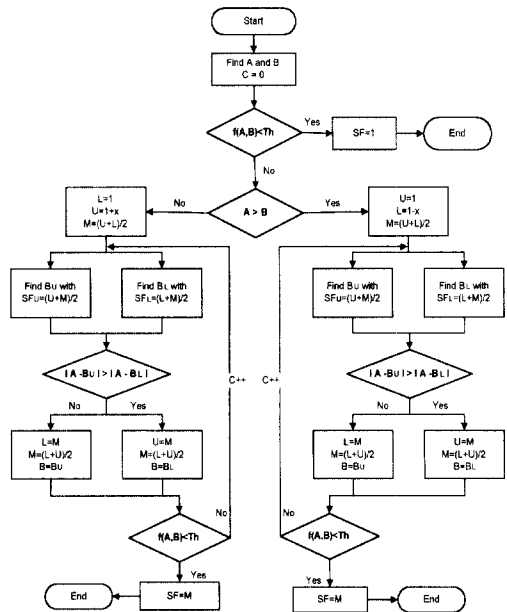 Start
Find A and B
C = 0
f(A,B)<Th
Yes
SF=1
End
No
A > B
No
Yes
L=1
U=1+x
M=(U+L)/2
U=1
L=1-x
M=(U+L)/2
Find BU with
SFU=(U+M)/2
Find BL with
SFL=(L+M)/2
Find BU with
SFU=(U+M)/2
Find BL with
SFL=(L+M)/2
| A -BU | > | A - BL |
C++
C++
| A -BU | > | A - BL |
No
Yes
No
Yes
L=M
M=(L+U)/2
B=BU
U=M
M=(L+U)/2
B=BL
L=M
M=(L+U)/2
B=BU
U=M
M=(L+U)/2
B=BL
No
No
f(A,B)<Th
f(A,B)<Th
Yes
Yes
End
SF=M
SF=M
End